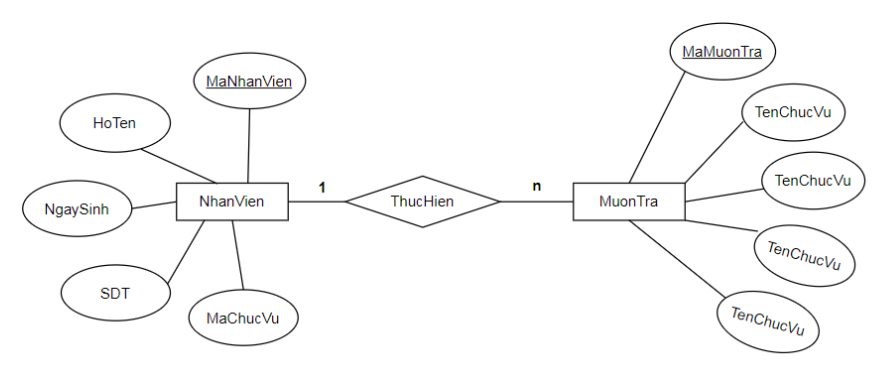 MaMuonTra
MaNhanVien
HoTen
TenChucVu
TenChucVu
NgaySinh
NhanVien
1
ThucHien
n
MuonTra
TenChucVu
SDT
MaChucVu
TenChucVu